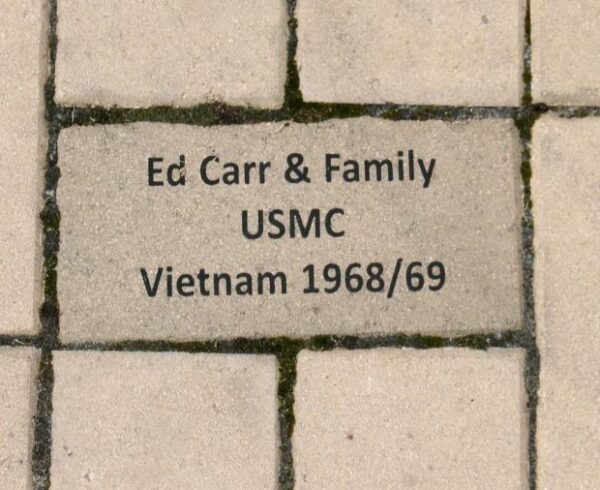 Ed Carr & Family
USMC
Vietnam 1968/69